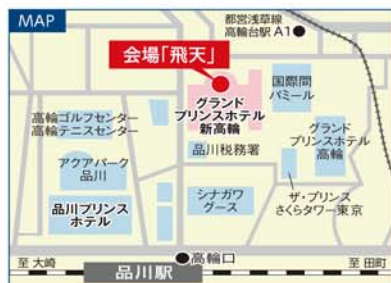 MAP
都営浅草線
高輪台駅 A1
会場「飛天」
国際館
パミール
グランド
プリンスホテル
新高輪
高輪ゴルフセンター
高輪テニスセンター
グランド
プリンスホテル
高輪
品川税務署
アクアパーク
品川
シナガワ
グース
ザ・プリンス
さくらタワー東京
品川プリンス
ホテル
高輪口
至 大崎
品川駅
至 田町